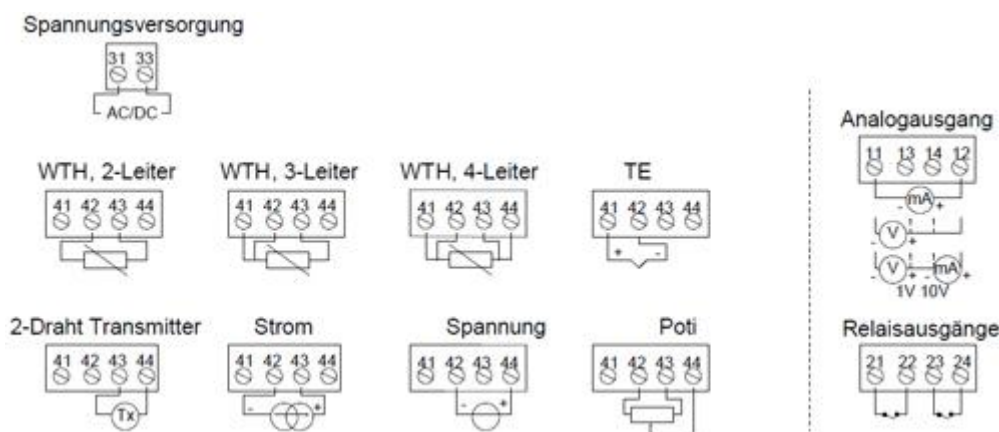 Spannungsversorgung
31 33
AC/DC
Analogausgang
11 13 14 12
- mA +
- V +
- V + - mA +
1V 10V
WTH, 2-Leiter WTH, 3-Leiter WTH, 4-Leiter TE
41 42 43 44 41 42 43 44 41 42 43 44 41 42 43 44
+ -
2-Draht Transmitter Strom Spannung Poti Relaisausgänge
41 42 43 44 41 42 43 44 41 42 43 44 41 42 43 44 21 22 23 24
Tx - + - +